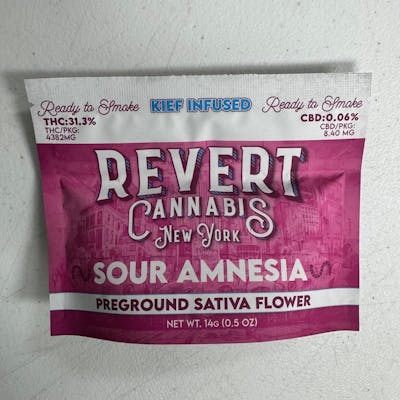 Ready to Smoke KIEF INFUSED Ready to Smoke
THC:31.3% CBD:0.06%
THC/PKG: CBD/PKG:
4382MG 8.40 MG
REVERT
CANNABIS
NEW YORK
SOUR AMNESIA
PREGROUND SATIVA FLOWER
NET WT. 14G (0.5 OZ)